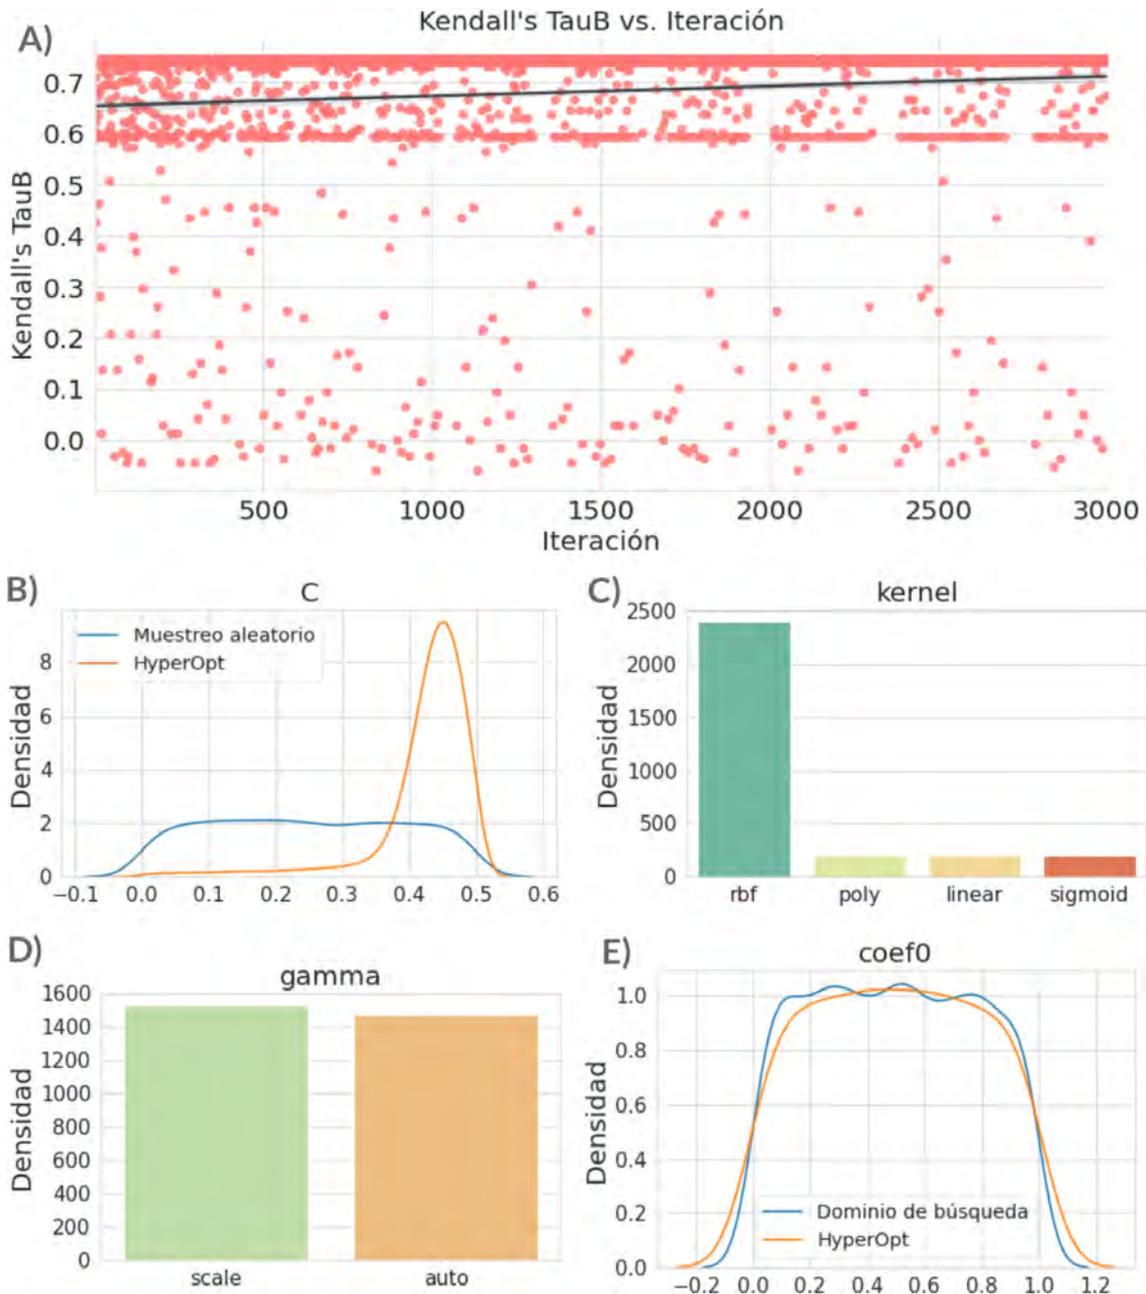 A)
Kendall's TauB vs. Iteración
Kendall's TauB
0.7
0.6
0.5
0.4
0.3
0.2
0.1
0.0
500 1000 1500 2000 2500 3000
Iteración
B)
C
Densidad
8
6
4
2
0
Muestreo aleatorio
HyperOpt
−0.1 0.0 0.1 0.2 0.3 0.4 0.5 0.6
C)
kernel
Densidad
2500
2000
1500
1000
500
0
rbf poly linear sigmoid
D)
gamma
Densidad
1600
1400
1200
1000
800
600
400
200
0
scale auto
E)
coef0
Densidad
1.0
0.8
0.6
0.4
0.2
0.0
Dominio de búsqueda
HyperOpt
−0.2 0.0 0.2 0.4 0.6 0.8 1.0 1.2